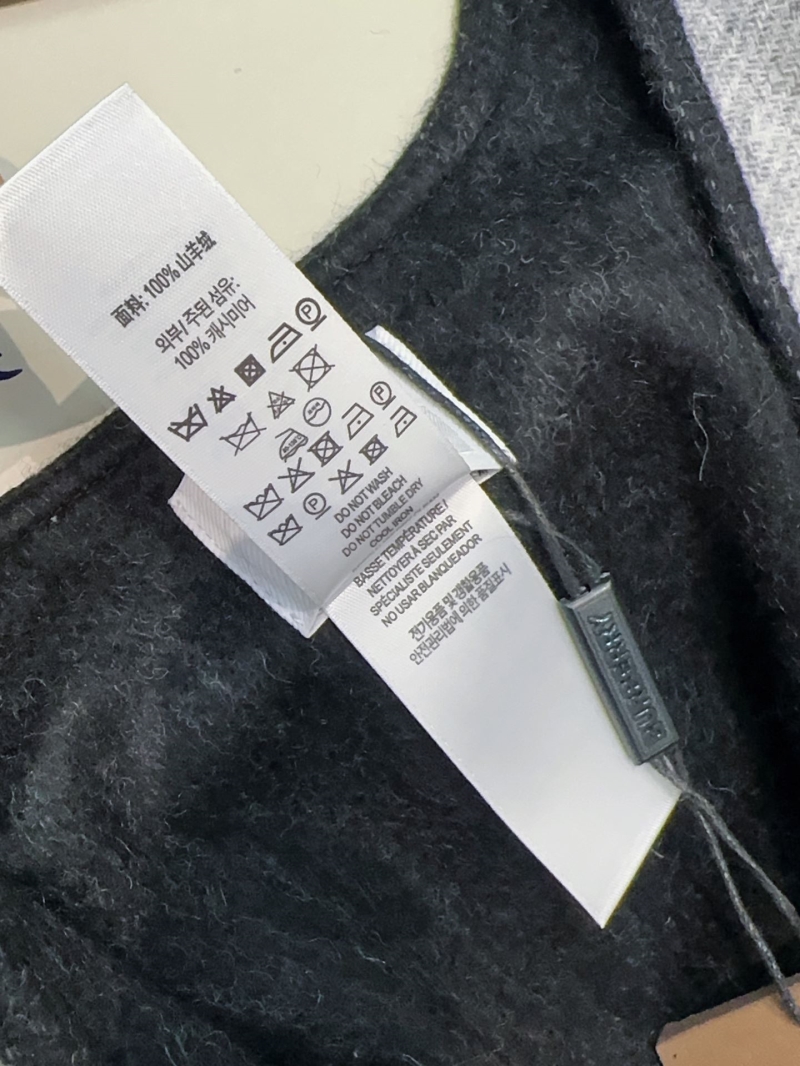 面料: 100% 山羊绒
외부/ 주된 섬유:
100% 캐시미어
P
P
P
DO NOT WASH
DO NOT BLEACH
DO NOT TUMBLE DRY
COOL IRON
BASSE TEMPÉRATURE/
NETTOYER À SEC PAR
SPÉCIALISTE SEULEMENT
NO USAR BLANQUEADOR
전기용품 및 생활용품
안전관리법에 의한 품질표시
BURBERRY